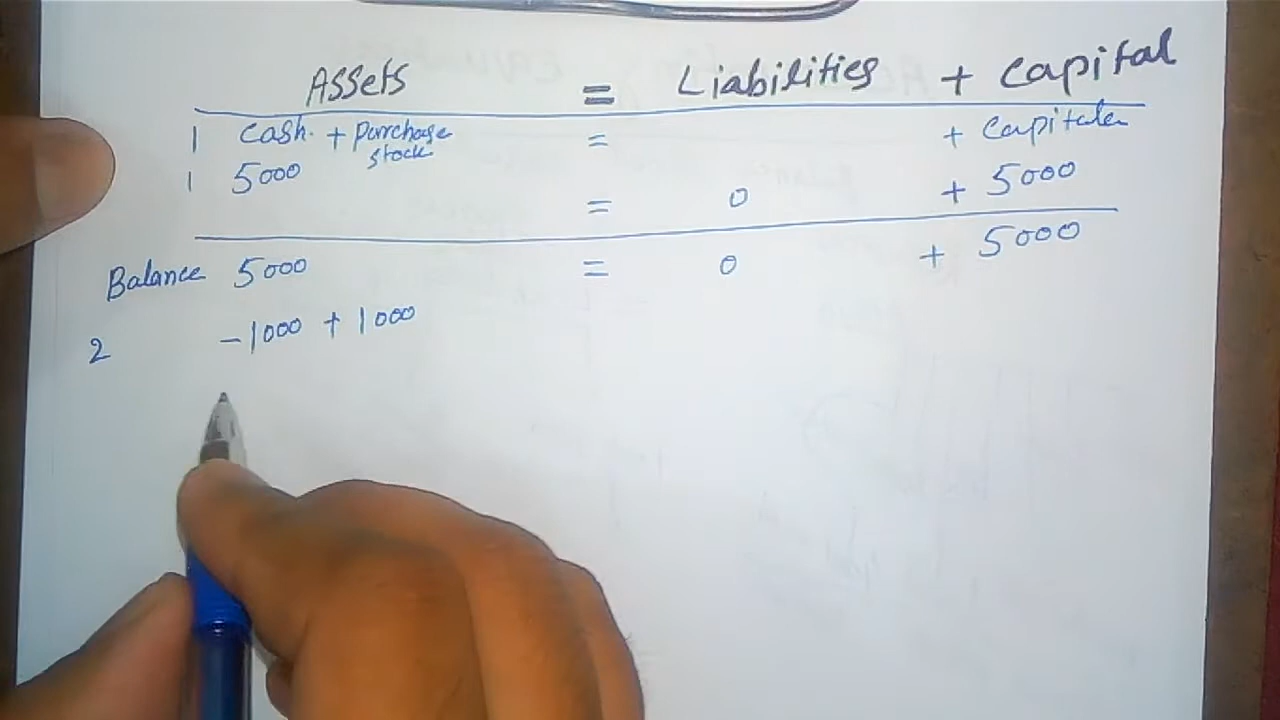 Assets = Liabilities + Capital
1 Cash. + Purchase stock = + Capital
1 5000 = 0 + 5000
Balance 5000 = 0 + 5000
2 -1000 + 1000